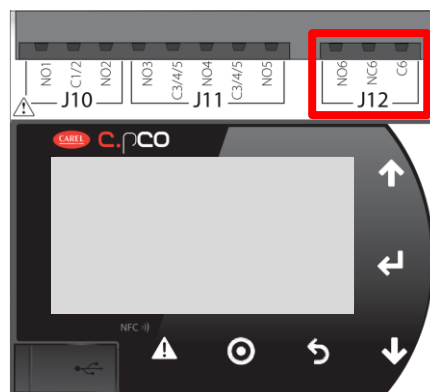 NO1 C1/2 NO2 NO3 C3/4/5 NO4 C3/4/5 NO5 NO6 NC6 C6
J10 J11 J12
CAREL c.pCO
NFC